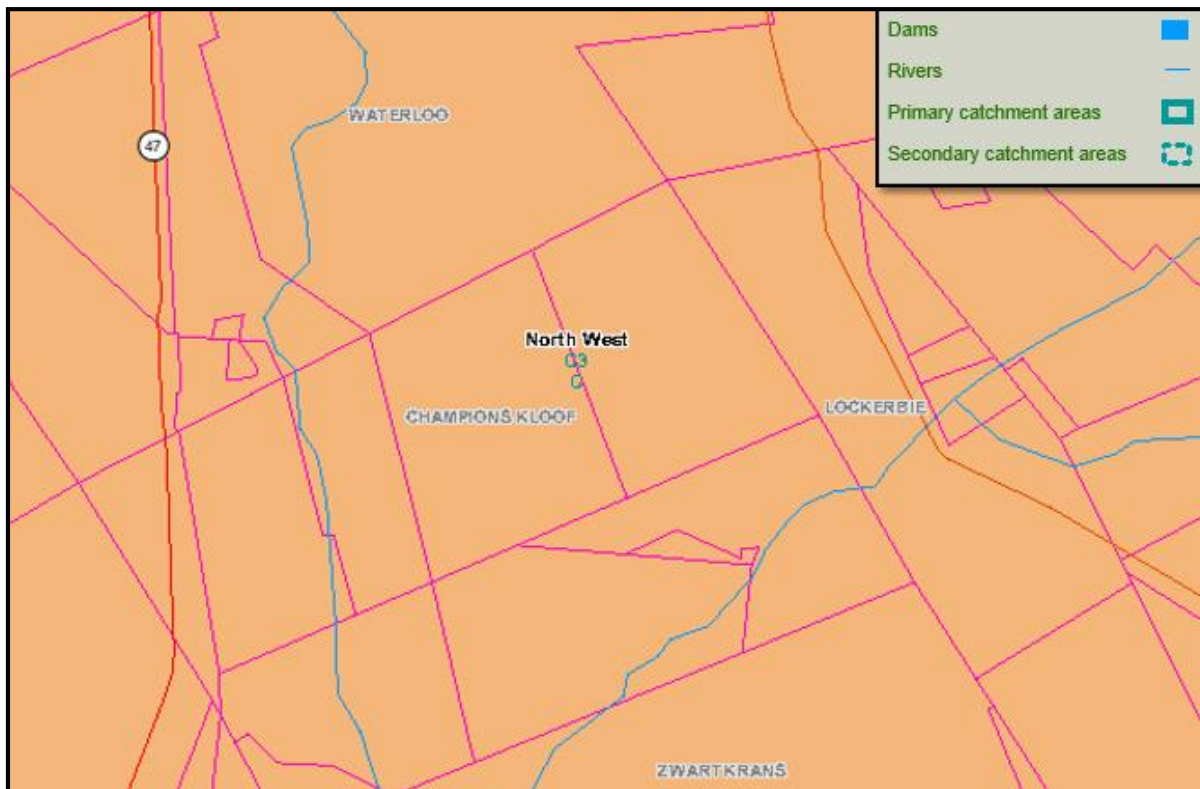 Dams
Rivers
Primary catchment areas
Secondary catchment areas
WATERLOO
47
North West
C3
C
CHAMPIONS KLOOF
LOCKERBIE
ZWARTKRANS